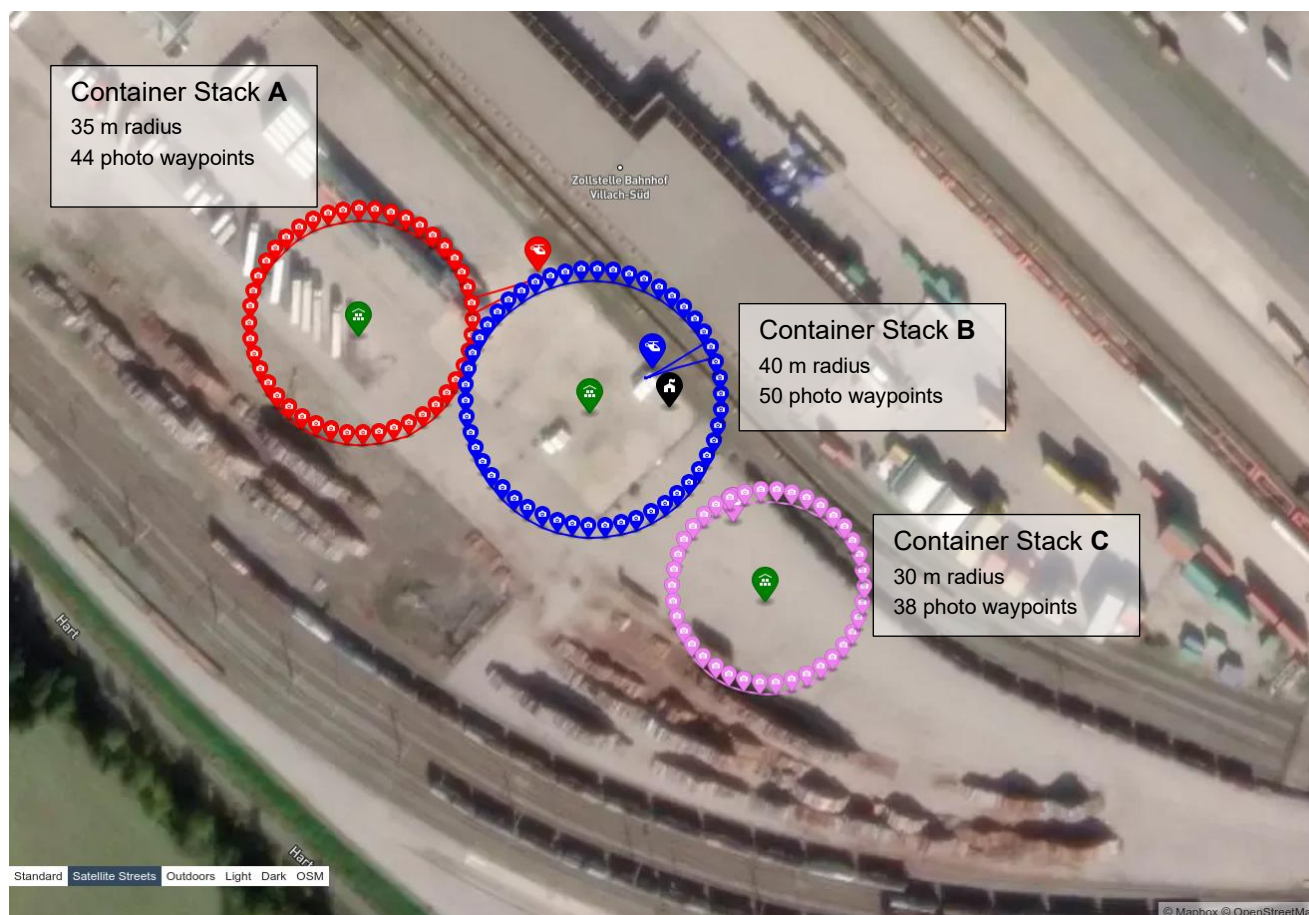 Container Stack A
35 m radius
44 photo waypoints
Zollstelle Bahnhof
Villach-Süd
Container Stack B
40 m radius
50 photo waypoints
Container Stack C
30 m radius
38 photo waypoints
Hart
Hart
Standard Satellite Streets Outdoors Light Dark OSM
© Mapbox © OpenStreetMa